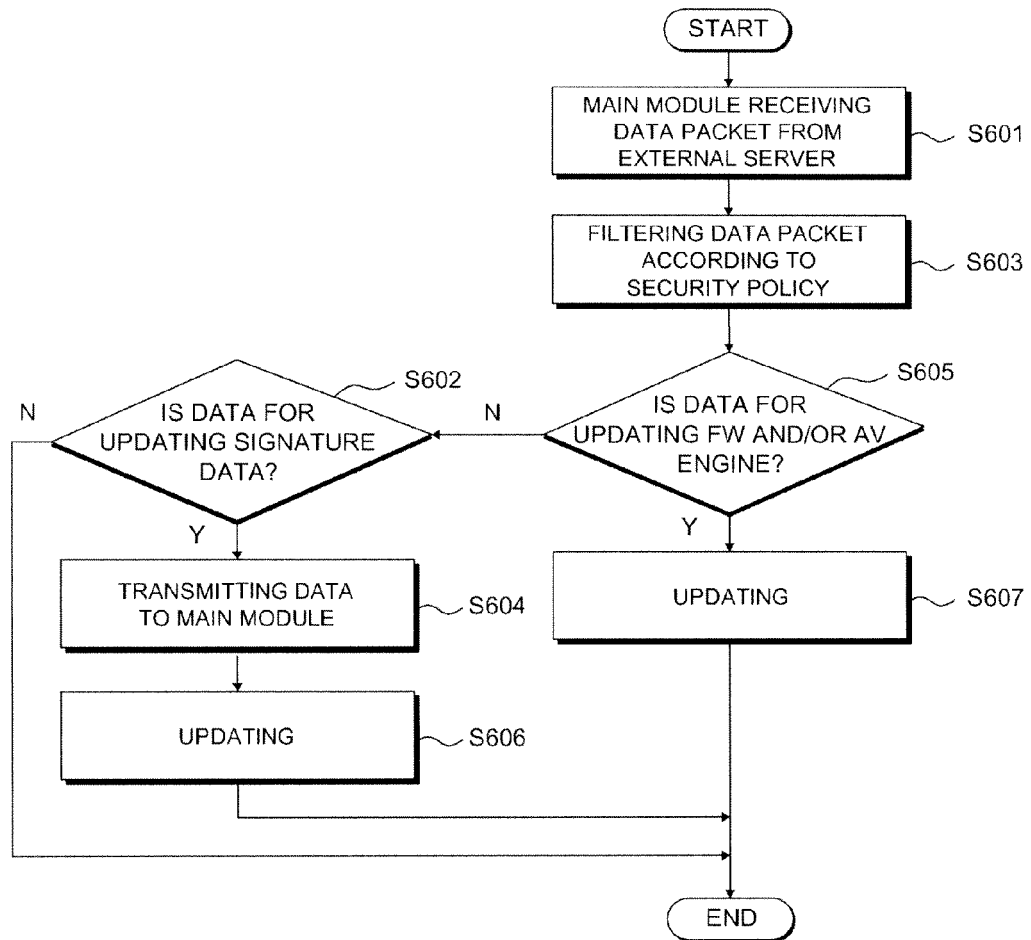 START
MAIN MODULE RECEIVING
DATA PACKET FROM
EXTERNAL SERVER
S601
FILTERING DATA PACKET
ACCORDING TO
SECURITY POLICY
S603
S605
IS DATA FOR
UPDATING FW AND/OR AV
ENGINE?
N
Y
S602
IS DATA FOR
UPDATING SIGNATURE
DATA?
N
Y
TRANSMITTING DATA
TO MAIN MODULE
S604
UPDATING
S607
UPDATING
S606
END